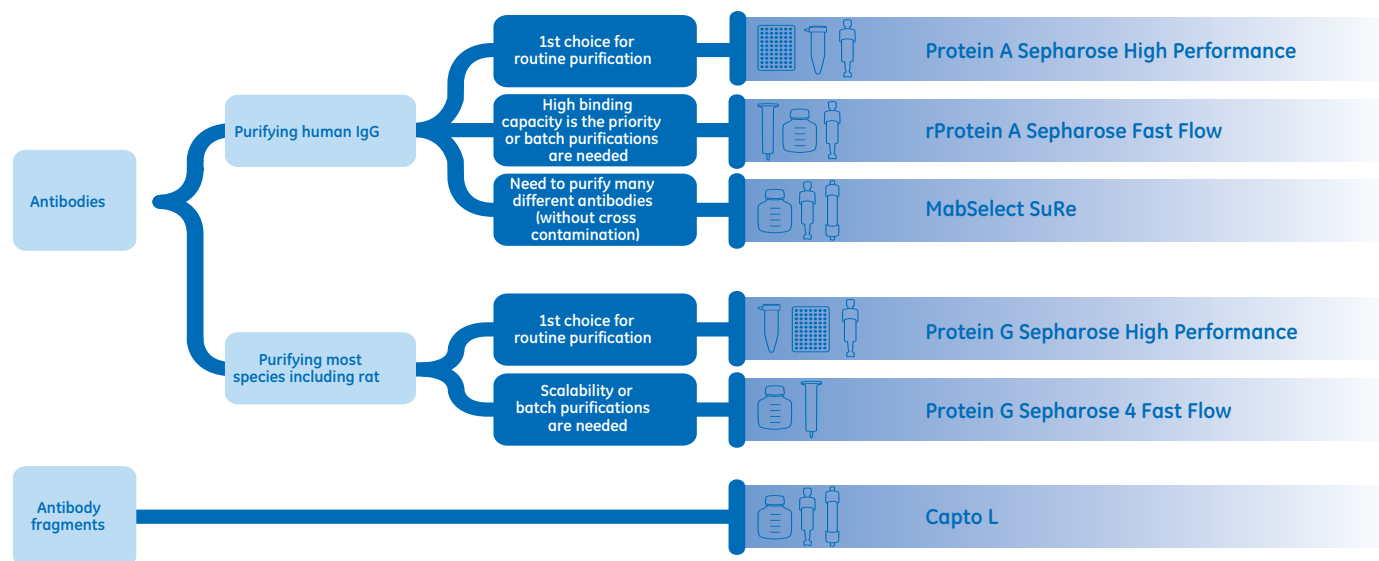 Antibodies
Purifying human IgG
1st choice for
routine purification
Protein A Sepharose High Performance
High binding
capacity is the priority
or batch purifications
are needed
rProtein A Sepharose Fast Flow
Need to purify many
different antibodies
(without cross
contamination)
MabSelect SuRe
Purifying most
species including rat
1st choice for
routine purification
Protein G Sepharose High Performance
Scalability or
batch purifications
are needed
Protein G Sepharose 4 Fast Flow
Antibody
fragments
Capto L